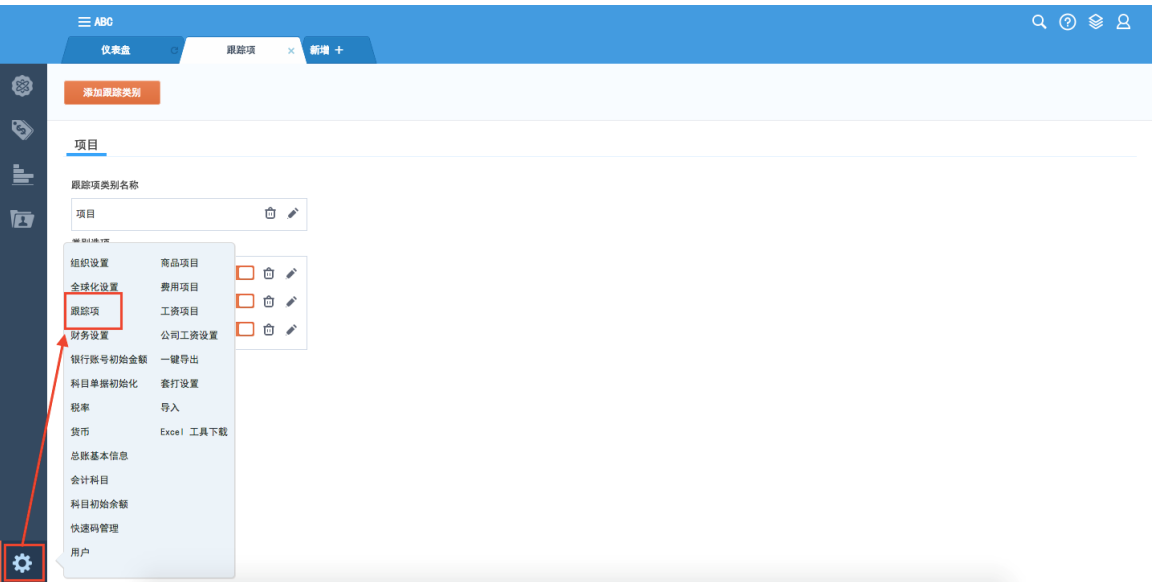 ABC
仪表盘
跟踪项
新增 +
添加跟踪类别
项目
跟踪项类别名称
项目
类别选项
组织设置 商品项目
全球化设置 费用项目
跟踪项 工资项目
财务设置 公司工资设置
银行账号初始金额 一键导出
科目单据初始化 套打设置
税率 导入
货币 Excel 工具下载
总账基本信息
会计科目
科目初始余额
快速码管理
用户